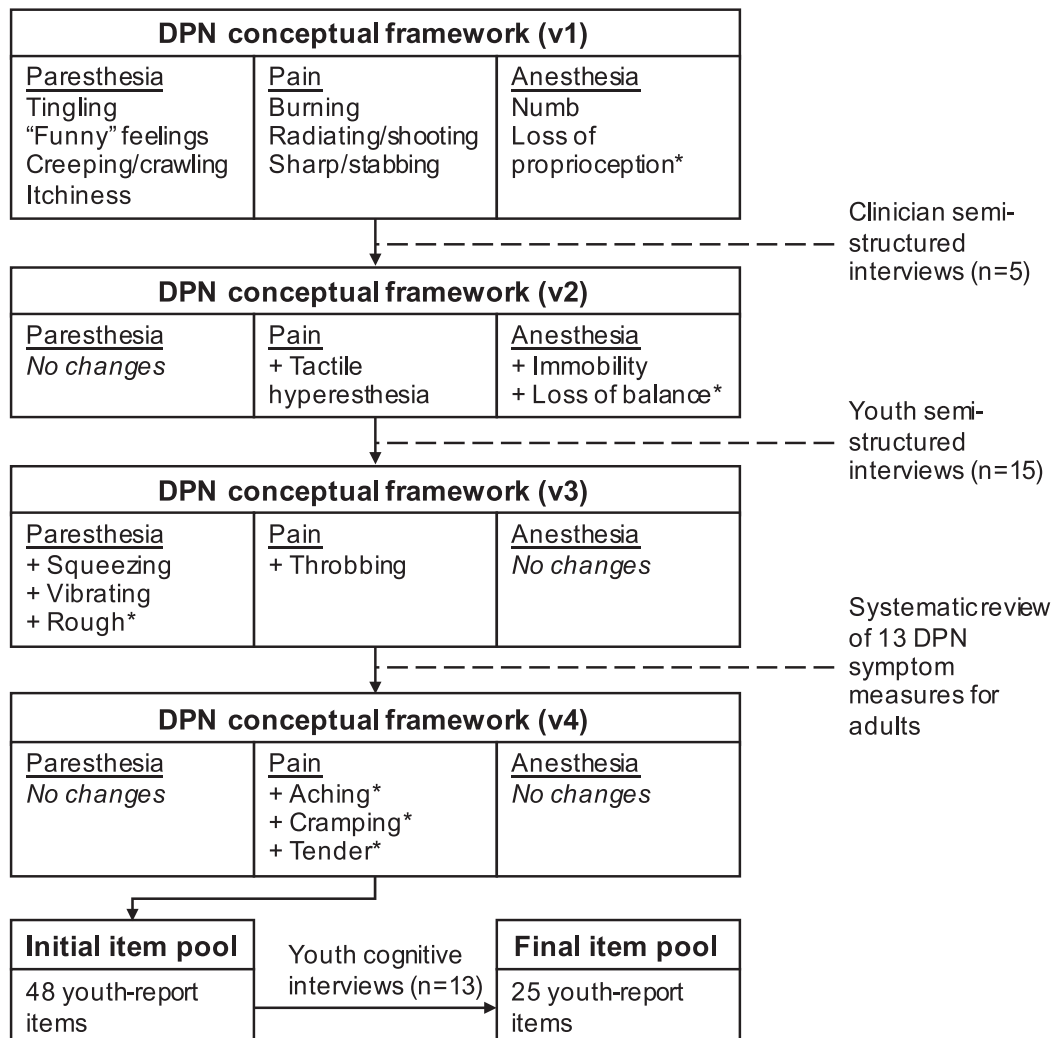 DPN conceptual framework (v1)
Paresthesia
Tingling
“Funny” feelings
Creeping/crawling
Itchiness
Pain
Burning
Radiating/shooting
Sharp/stabbing
Anesthesia
Numb
Loss of
proprioception*
Clinician semi-
structured
interviews (n=5)
DPN conceptual framework (v2)
Paresthesia
No changes
Pain
+ Tactile
hyperesthesia
Anesthesia
+ Immobility
+ Loss of balance*
Youth semi-
structured
interviews (n=15)
DPN conceptual framework (v3)
Paresthesia
+ Squeezing
+ Vibrating
+ Rough*
Pain
+ Throbbing
Anesthesia
No changes
Systematic review
of 13 DPN
symptom
measures for
adults
DPN conceptual framework (v4)
Paresthesia
No changes
Pain
+ Aching*
+ Cramping*
+ Tender*
Anesthesia
No changes
Initial item pool
48 youth-report
items
Youth cognitive
interviews (n=13)
Final item pool
25 youth-report
items